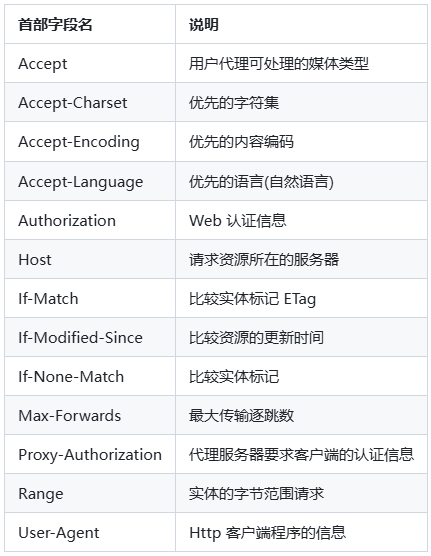 首部字段名 说明
Accept 用户代理可处理的媒体类型
Accept-Charset 优先的字符集
Accept-Encoding 优先的内容编码
Accept-Language 优先的语言(自然语言)
Authorization Web 认证信息
Host 请求资源所在的服务器
If-Match 比较实体标记 ETag
If-Modified-Since 比较资源的更新时间
If-None-Match 比较实体标记
Max-Forwards 最大传输逐跳数
Proxy-Authorization 代理服务器要求客户端的认证信息
Range 实体的字节范围请求
User-Agent Http 客户端程序的信息